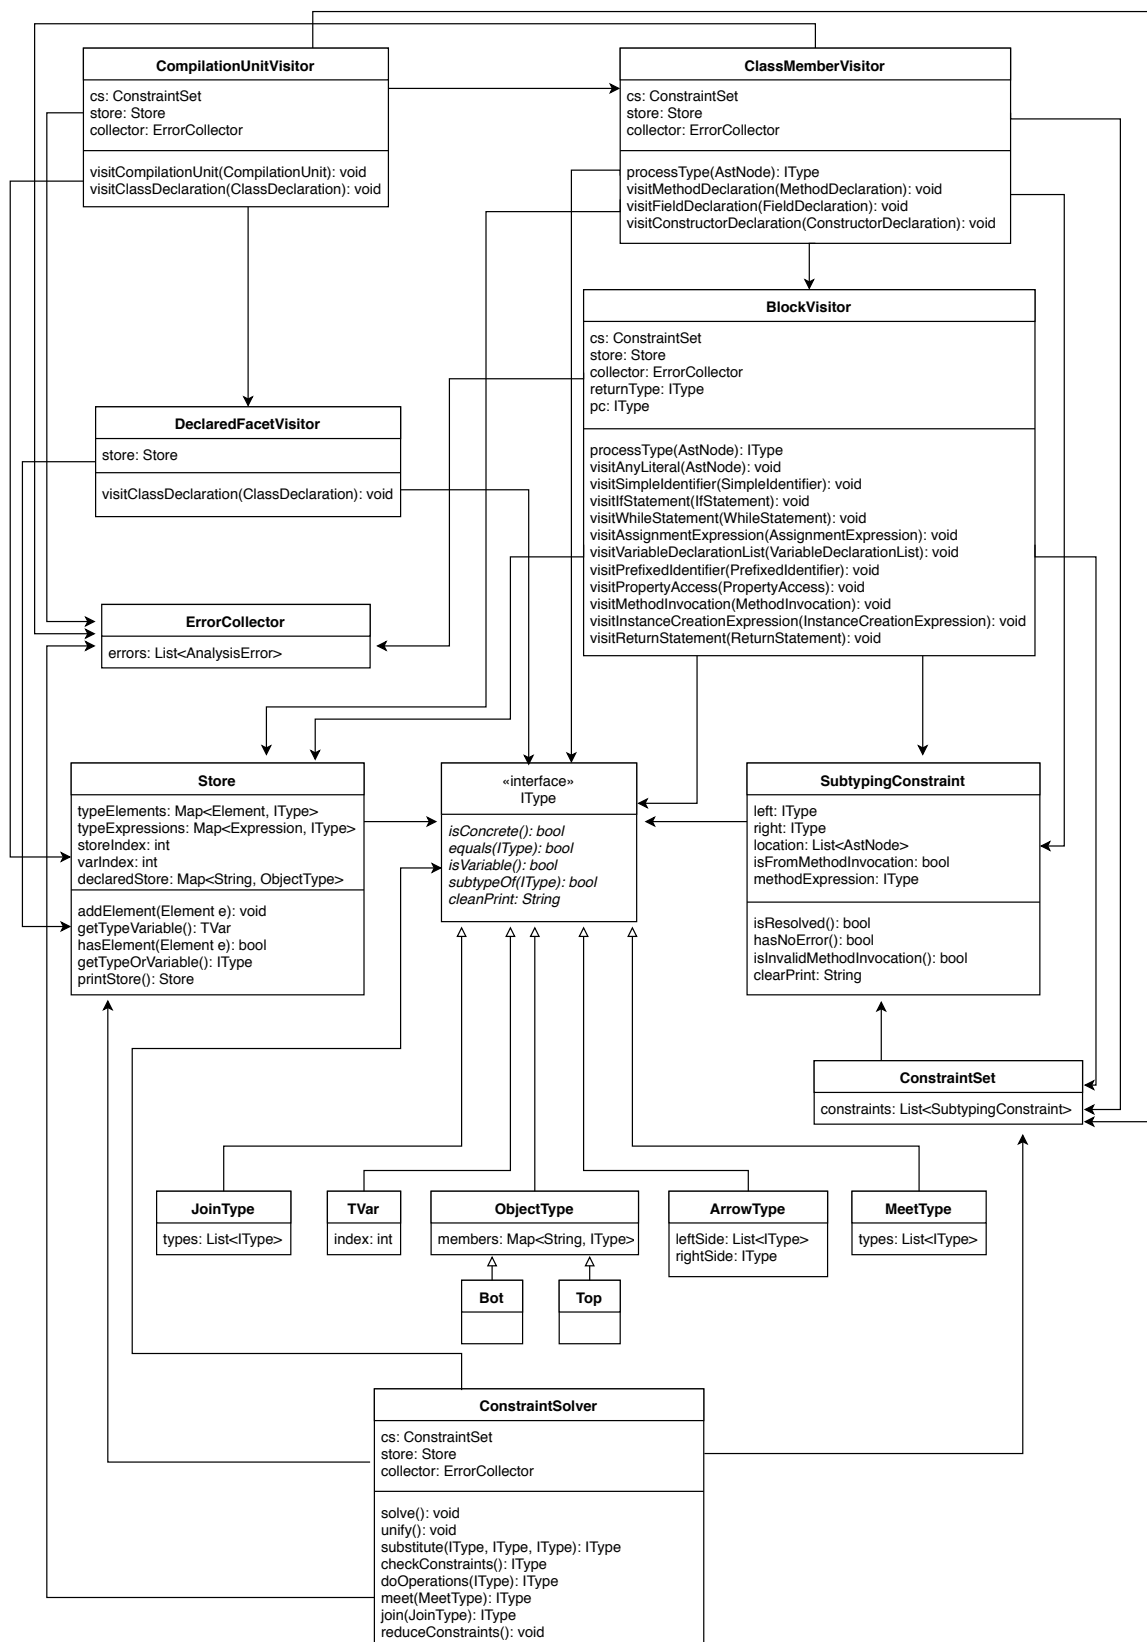 CompilationUnitVisitor
cs: ConstraintSet
store: Store
collector: ErrorCollector
visitCompilationUnit(CompilationUnit): void
visitClassDeclaration(ClassDeclaration): void
ClassMemberVisitor
cs: ConstraintSet
store: Store
collector: ErrorCollector
processType(AstNode): IType
visitMethodDeclaration(MethodDeclaration): void
visitFieldDeclaration(FieldDeclaration): void
visitConstructorDeclaration(ConstructorDeclaration): void
BlockVisitor
cs: ConstraintSet
store: Store
collector: ErrorCollector
returnType: IType
pc: IType
processType(AstNode): IType
visitAnyLiteral(AstNode): void
visitSimpleIdentifier(SimpleIdentifier): void
visitIfStatement(IfStatement): void
visitWhileStatement(WhileStatement): void
visitAssignmentExpression(AssignmentExpression): void
visitVariableDeclarationList(VariableDeclarationList): void
visitPrefixedIdentifier(PrefixedIdentifier): void
visitPropertyAccess(PropertyAccess): void
visitMethodInvocation(MethodInvocation): void
visitInstanceCreationExpression(InstanceCreationExpression): void
visitReturnStatement(ReturnStatement): void
DeclaredFacetVisitor
store: Store
visitClassDeclaration(ClassDeclaration): void
ErrorCollector
errors: List<AnalysisError>
Store
typeElements: Map<Element, IType>
typeExpressions: Map<Expression, IType>
storeIndex: int
varIndex: int
declaredStore: Map<String, ObjectType>
addElement(Element e): void
getTypeVariable(): TVar
hasElement(Element e): bool
getTypeOrVariable(): IType
printStore(): Store
«interface»
IType
isConcrete(): bool
equals(IType): bool
isVariable(): bool
subtypeOf(IType): bool
cleanPrint: String
SubtypingConstraint
left: IType
right: IType
location: List<AstNode>
isFromMethodInvocation: bool
methodExpression: IType
isResolved(): bool
hasNoError(): bool
isInvalidMethodInvocation(): bool
clearPrint: String
ConstraintSet
constraints: List<SubtypingConstraint>
JoinType
types: List<IType>
TVar
index: int
ObjectType
members: Map<String, IType>
ArrowType
leftSide: List<IType>
rightSide: IType
MeetType
types: List<IType>
Bot
Top
ConstraintSolver
cs: ConstraintSet
store: Store
collector: ErrorCollector
solve(): void
unify(): void
substitute(IType, IType, IType): IType
checkConstraints(): IType
doOperations(IType): IType
meet(MeetType): IType
join(JoinType): IType
reduceConstraints(): void